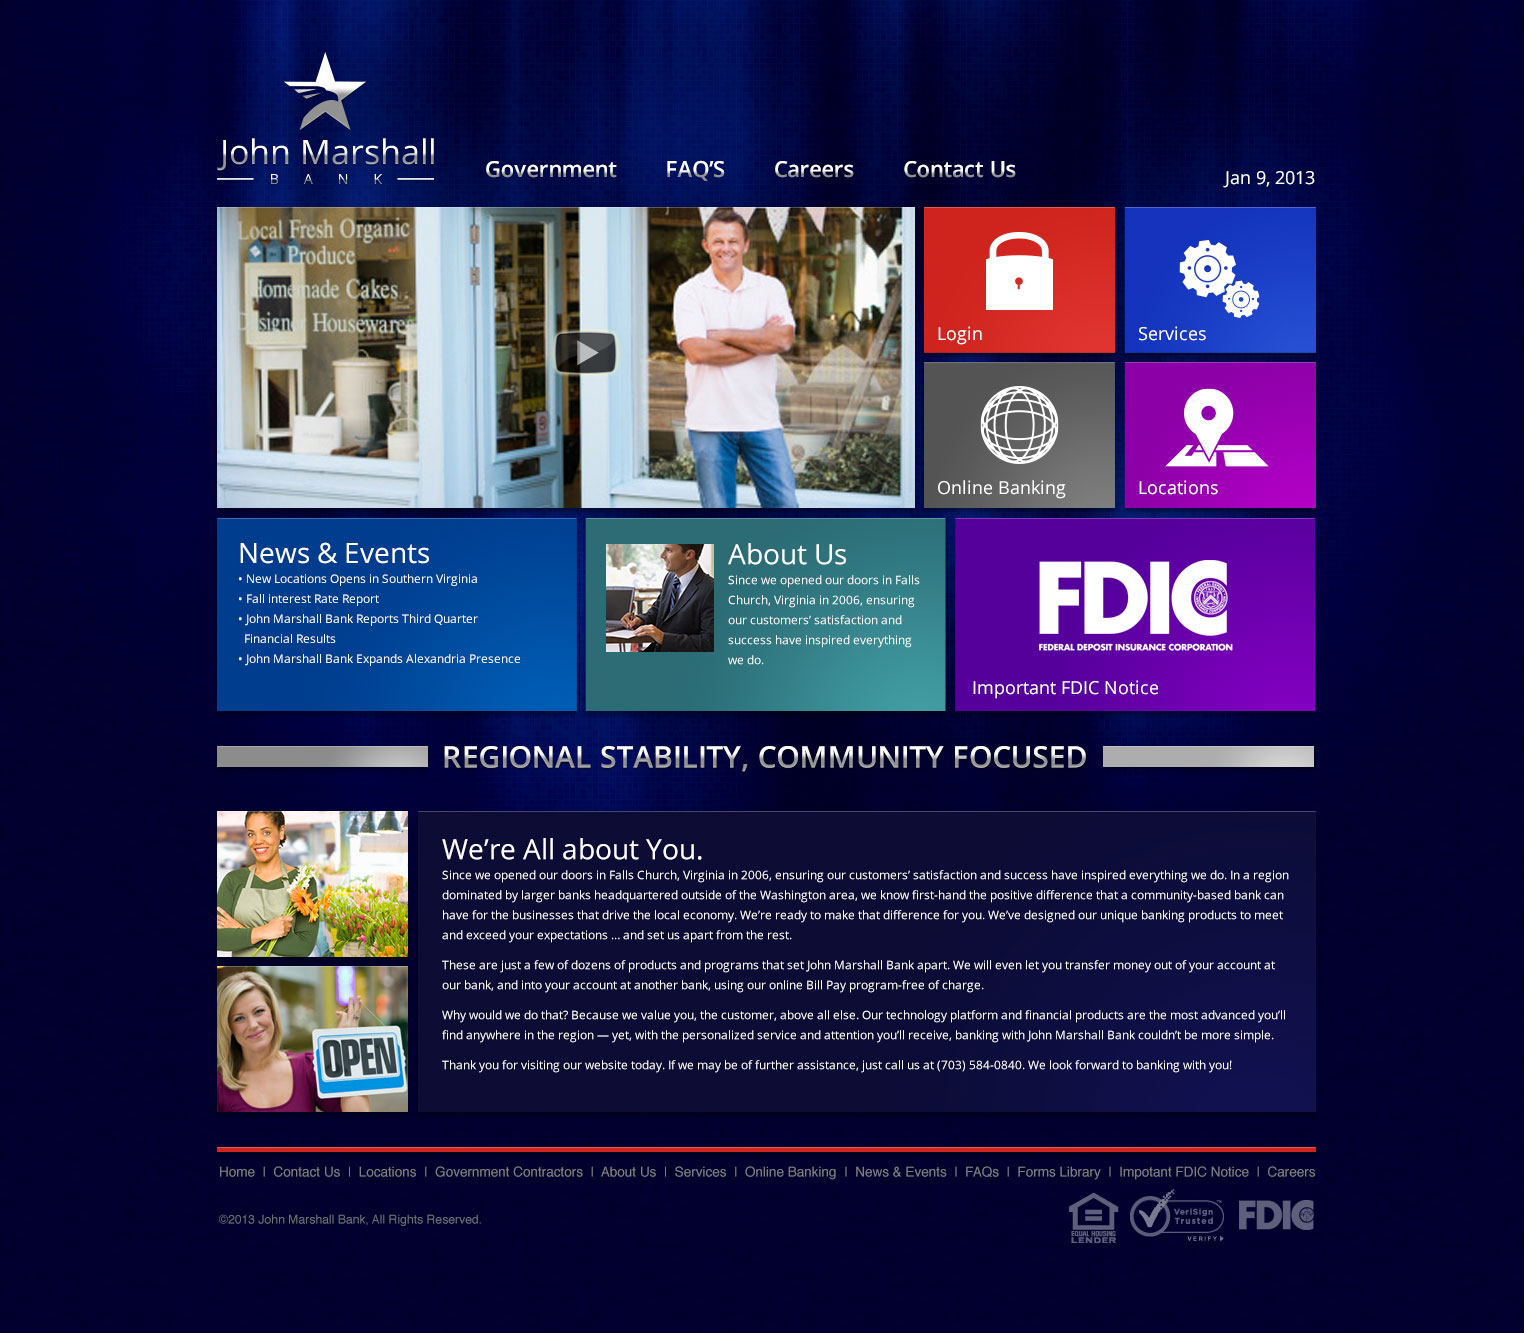 John Marshall
BANK
Government FAQ'S Careers Contact Us
Jan 9, 2013
Local Fresh Organic
Produce
Homemade Cakes .
Designer Housewares
Login
Services
Online Banking
Locations
News & Events
• New Locations Opens in Southern Virginia
• Fall interest Rate Report
• John Marshall Bank Reports Third Quarter
Financial Results
• John Marshall Bank Expands Alexandria Presence
About Us
Since we opened our doors in Falls
Church, Virginia in 2006, ensuring
our customers’ satisfaction and
success have inspired everything
we do.
FDIC
FEDERAL DEPOSIT INSURANCE CORPORATION
Important FDIC Notice
REGIONAL STABILITY, COMMUNITY FOCUSED
We’re All about You.
Since we opened our doors in Falls Church, Virginia in 2006, ensuring our customers’ satisfaction and success have inspired everything we do. In a region
dominated by larger banks headquartered outside of the Washington area, we know first-hand the positive difference that a community-based bank can
have for the businesses that drive the local economy. We’re ready to make that difference for you. We’ve designed our unique banking products to meet
and exceed your expectations ... and set us apart from the rest.
These are just a few of dozens of products and programs that set John Marshall Bank apart. We will even let you transfer money out of your account at
our bank, and into your account at another bank, using our online Bill Pay program-free of charge.
Why would we do that? Because we value you, the customer, above all else. Our technology platform and financial products are the most advanced you’ll
find anywhere in the region — yet, with the personalized service and attention you’ll receive, banking with John Marshall Bank couldn’t be more simple.
Thank you for visiting our website today. If we may be of further assistance, just call us at (703) 584-0840. We look forward to banking with you!
OPEN
Home | Contact Us | Locations | Government Contractors | About Us | Services | Online Banking | News & Events | FAQs | Forms Library | Impotant FDIC Notice | Careers
©2013 John Marshall Bank, All Rights Reserved.
EQUAL HOUSING
LENDER
VeriSign
Trusted
VERIFY
FDIC